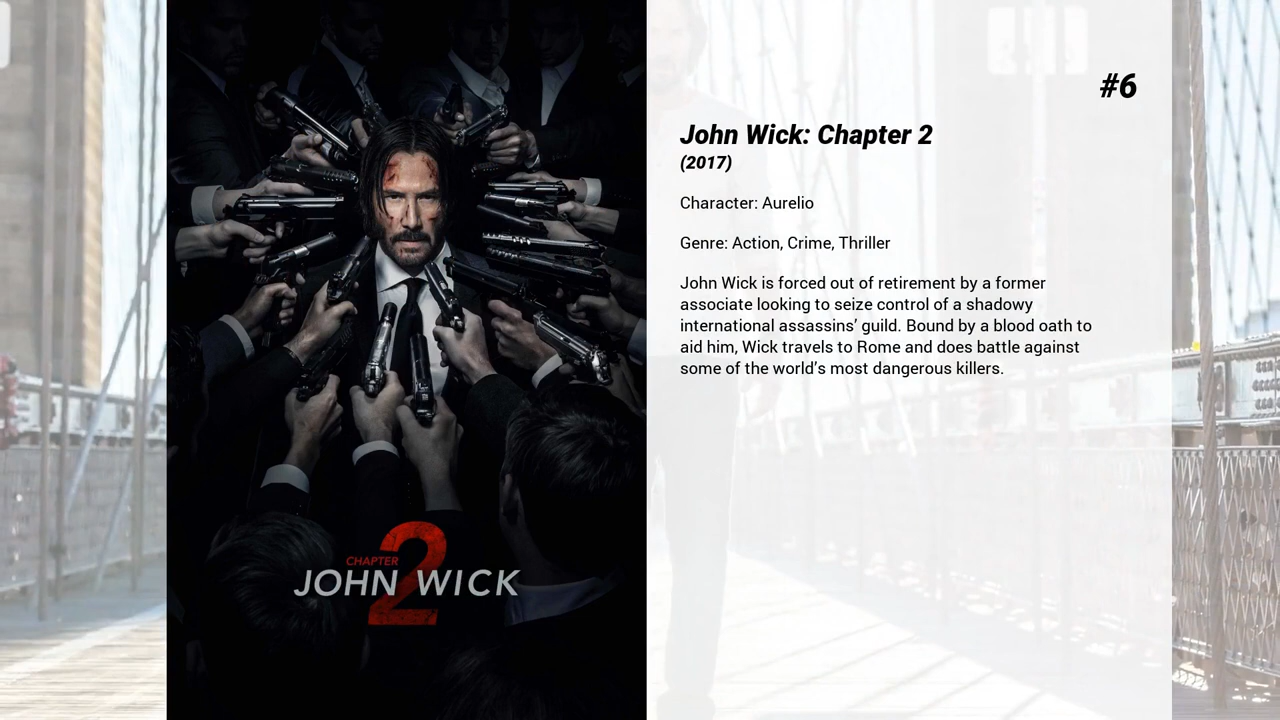 CHAPTER
2
JOHN WICK
#6
John Wick: Chapter 2
(2017)
Character: Aurelio
Genre: Action, Crime, Thriller
John Wick is forced out of retirement by a former
associate looking to seize control of a shadowy
international assassins’ guild. Bound by a blood oath to
aid him, Wick travels to Rome and does battle against
some of the world’s most dangerous killers.